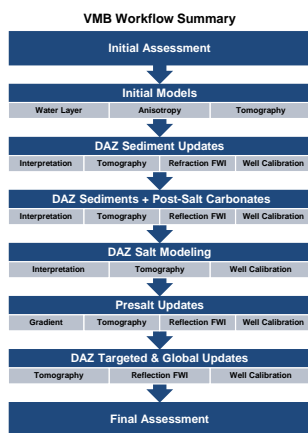 VMB Workflow Summary
Initial Assessment
Initial Models
Water Layer Anisotropy Tomography
DAZ Sediment Updates
Interpretation Tomography Refraction FWI Well Calibration
DAZ Sediments + Post-Salt Carbonates
Interpretation Tomography Reflection FWI Well Calibration
DAZ Salt Modeling
Interpretation Tomography Well Calibration
Presalt Updates
Gradient Tomography Reflection FWI Well Calibration
DAZ Targeted & Global Updates
Tomography Reflection FWI Well Calibration
Final Assessment